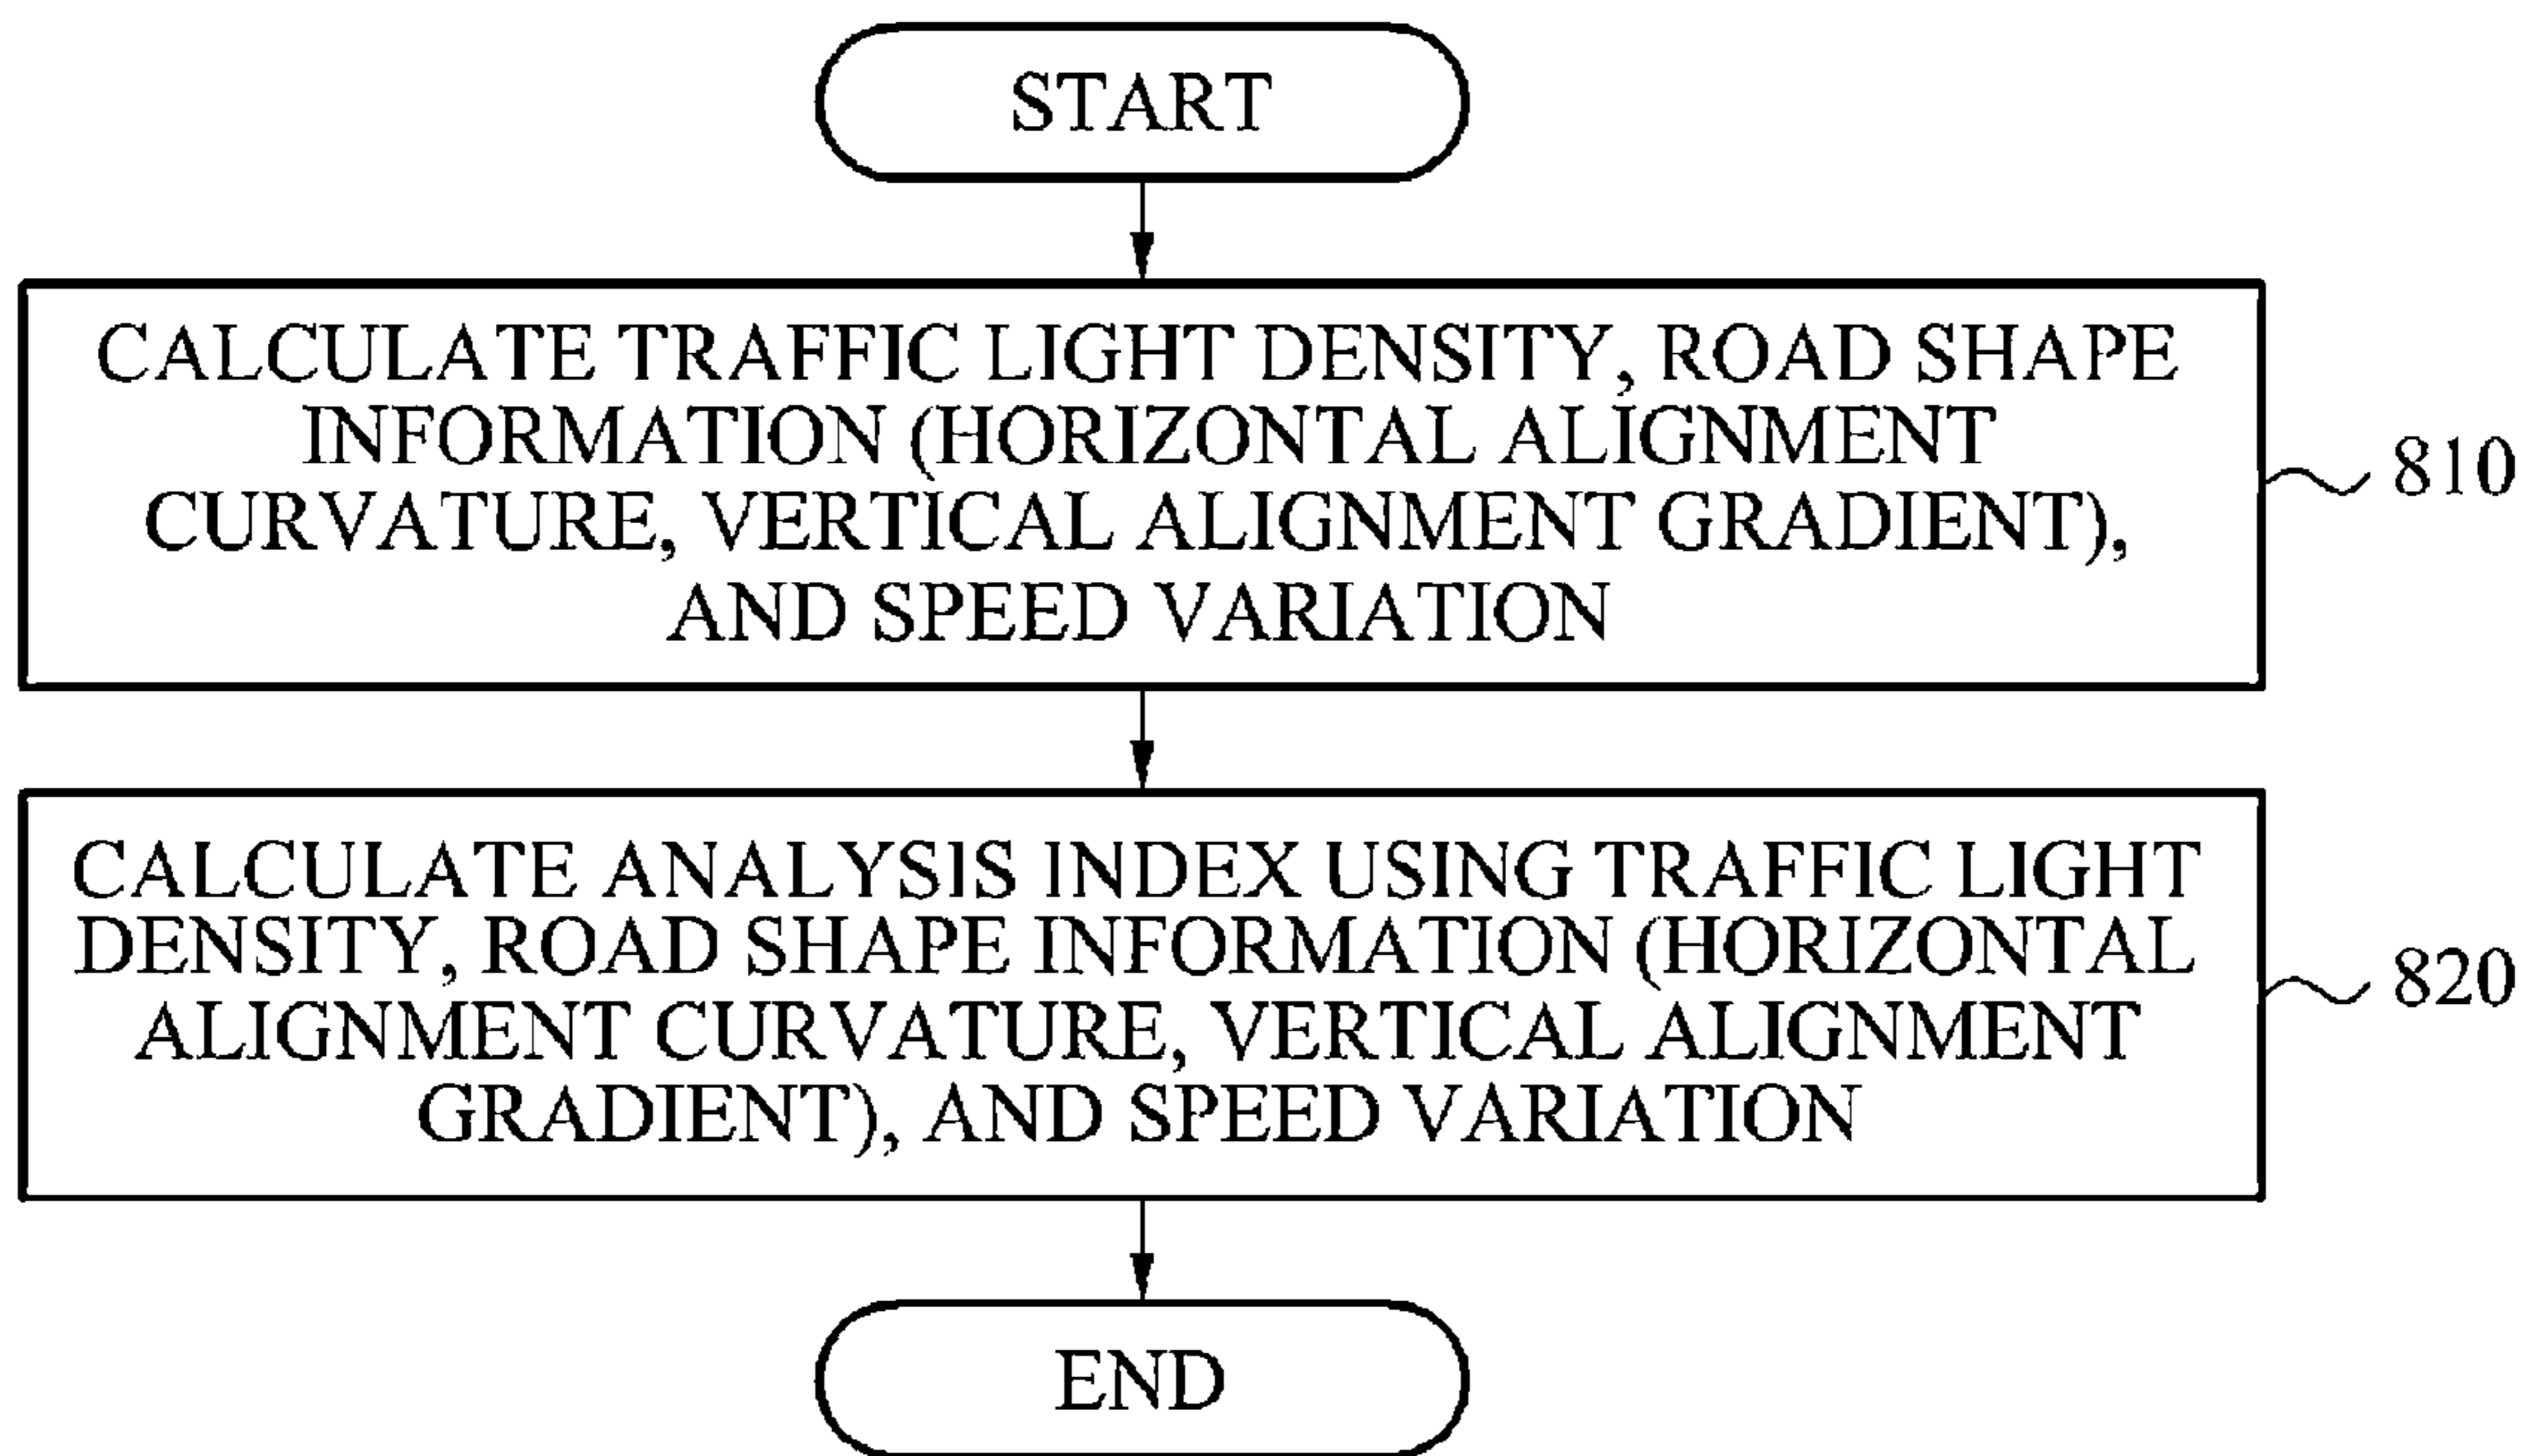 START
CALCULATE TRAFFIC LIGHT DENSITY, ROAD SHAPE
INFORMATION (HORIZONTAL ALIGNMENT
CURVATURE, VERTICAL ALIGNMENT GRADIENT),
AND SPEED VARIATION
810
CALCULATE ANALYSIS INDEX USING TRAFFIC LIGHT
DENSITY, ROAD SHAPE INFORMATION (HORIZONTAL
ALIGNMENT CURVATURE, VERTICAL ALIGNMENT
GRADIENT), AND SPEED VARIATION
820
END